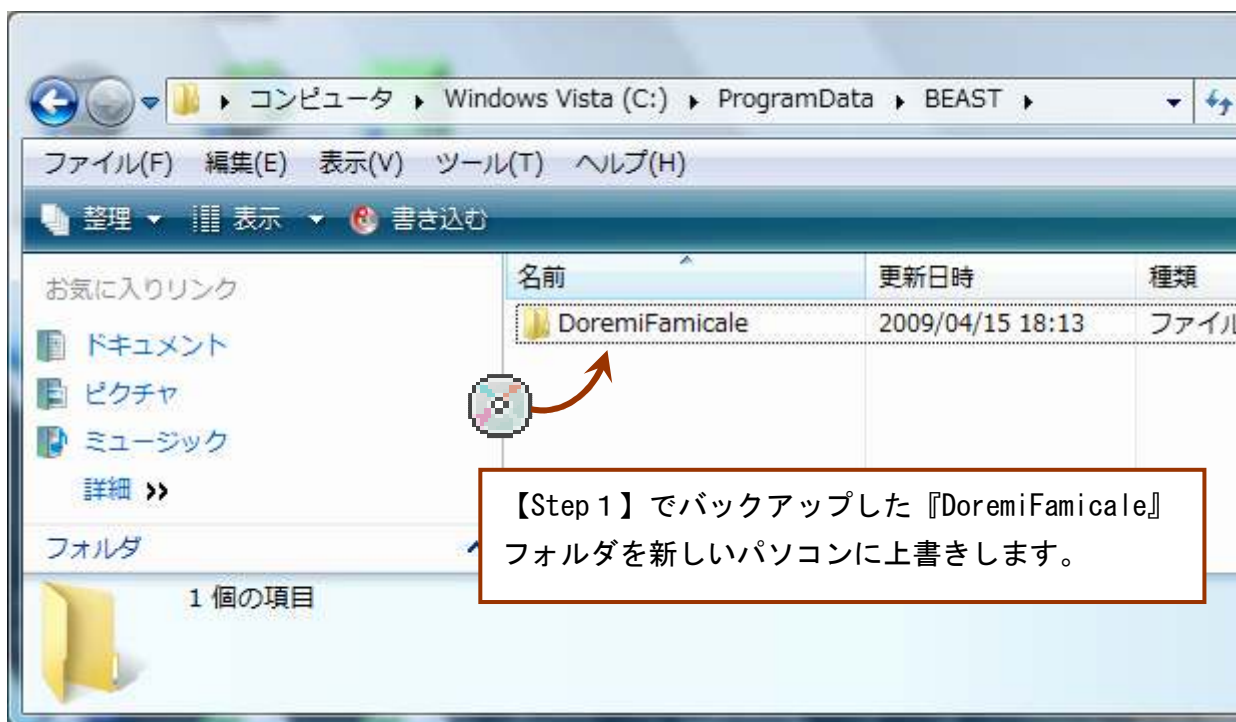 コンピュータ Windows Vista (C:) ProgramData BEAST
ファイル(F) 編集(E) 表示(V) ツール(T) ヘルプ(H)
整理 表示 書き込む
お気に入りリンク
ドキュメント
ピクチャ
ミュージック
詳細 »
フォルダ
名前 更新日時 種類
DoremiFamicale 2009/04/15 18:13 ファイル
【Step１】でバックアップした『DoremiFamicale』
フォルダを新しいパソコンに上書きします。
1 個の項目